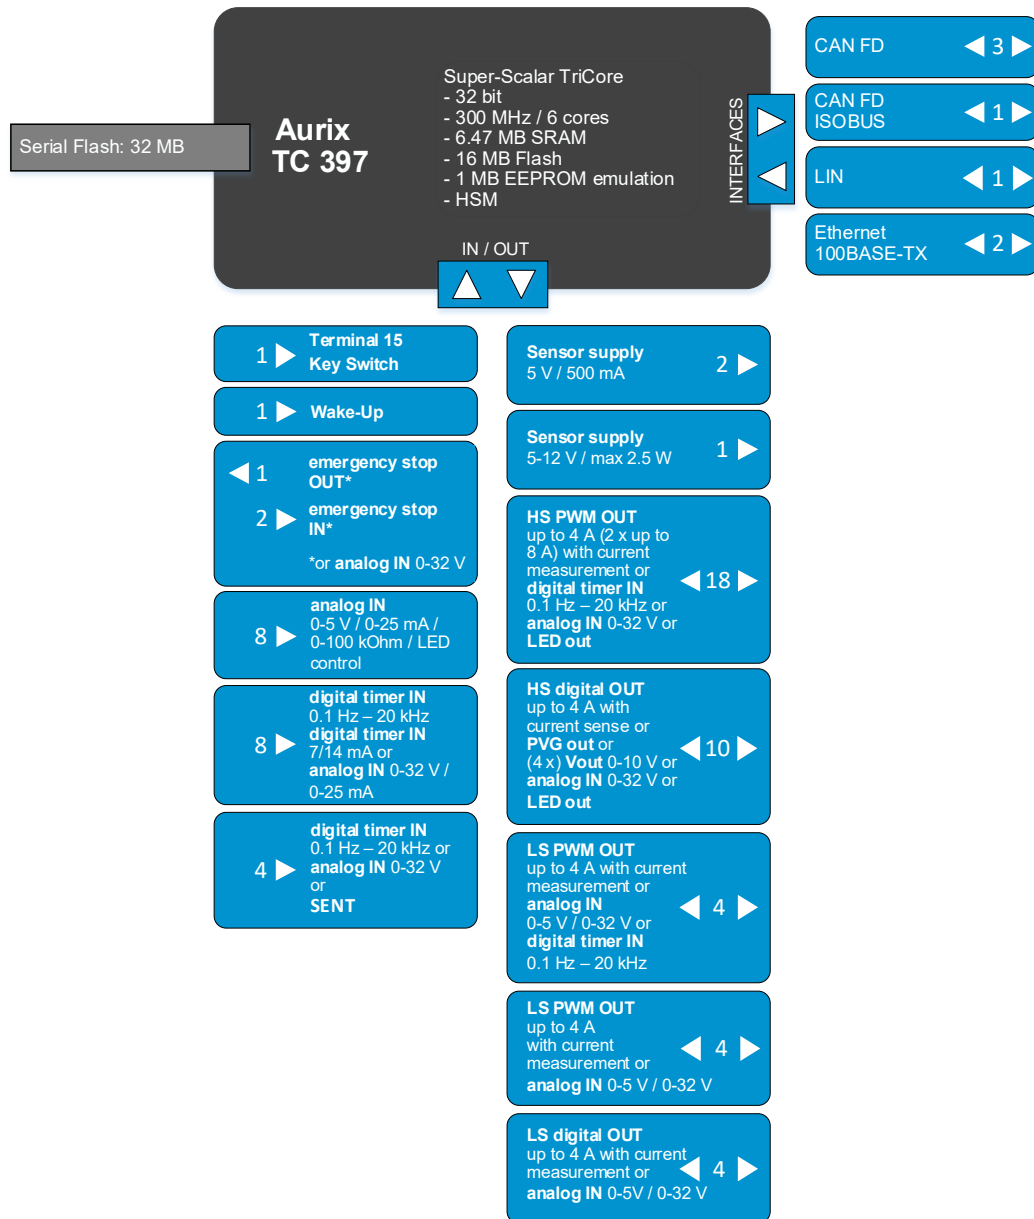 Serial Flash: 32 MB
Aurix
TC 397
Super-Scalar TriCore
- 32 bit
- 300 MHz / 6 cores
- 6.47 MB SRAM
- 16 MB Flash
- 1 MB EEPROM emulation
- HSM
IN / OUT
INTERFACES
CAN FD
3
CAN FD
ISOBUS
1
LIN
1
Ethernet
100BASE-TX
2
1
Terminal 15
Key Switch
1
Wake-Up
1
emergency stop
OUT*
2
emergency stop
IN*
*or analog IN 0-32 V
8
analog IN
0-5 V / 0-25 mA /
0-100 kOhm / LED
control
8
digital timer IN
0.1 Hz – 20 kHz
digital timer IN
7/14 mA or
analog IN 0-32 V /
0-25 mA
4
digital timer IN
0.1 Hz – 20 kHz or
analog IN 0-32 V
or
SENT
Sensor supply
5 V / 500 mA
2
Sensor supply
5-12 V / max 2.5 W
1
HS PWM OUT
up to 4 A (2 x up to
8 A) with current
measurement or
digital timer IN
0.1 Hz – 20 kHz or
analog IN 0-32 V or
LED out
18
HS digital OUT
up to 4 A with
current sense or
PVG out or
(4 x) Vout 0-10 V or
analog IN 0-32 V or
LED out
10
LS PWM OUT
up to 4 A with current
measurement or
analog IN
0-5 V / 0-32 V or
digital timer IN
0.1 Hz – 20 kHz
4
LS PWM OUT
up to 4 A
with current
measurement or
analog IN 0-5 V / 0-32 V
4
LS digital OUT
up to 4 A with current
measurement or
analog IN 0-5V / 0-32 V
4